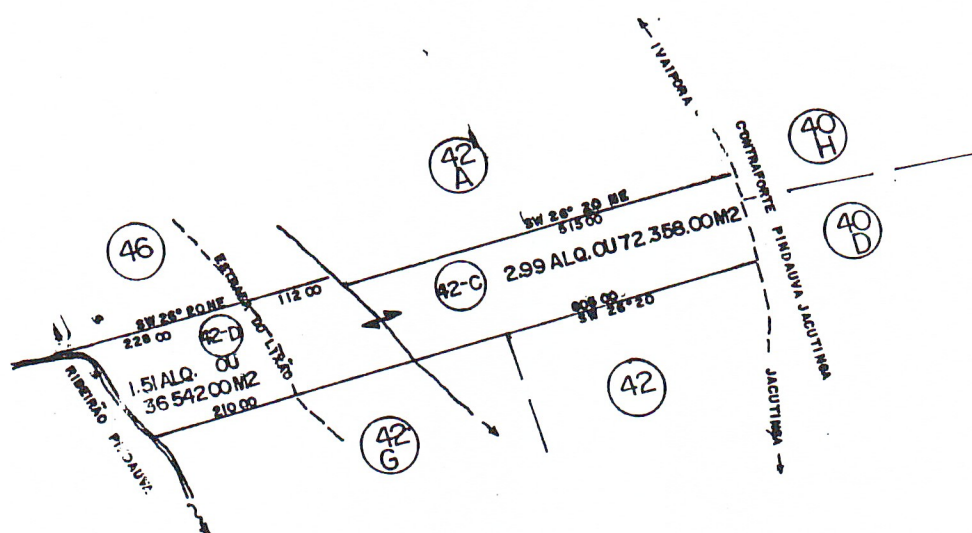 IVAIPORA
CONTRAFORTE PINDAUVA JACUTINGA
40
H
42
A
SW 26° 20 NE
515.00
40
D
46
2.99 ALQ. OU 72 358.00 M2
42-C
ESTRADA DO LIXÃO
112 00
SW 26° 20 NE
228 00
42-D
605 00
SW 26°20
1.51 ALQ. OU
36 542 00 M2
210 00
42
42
G
RIBEIRÃO PINDAUVA
JACUTINGA